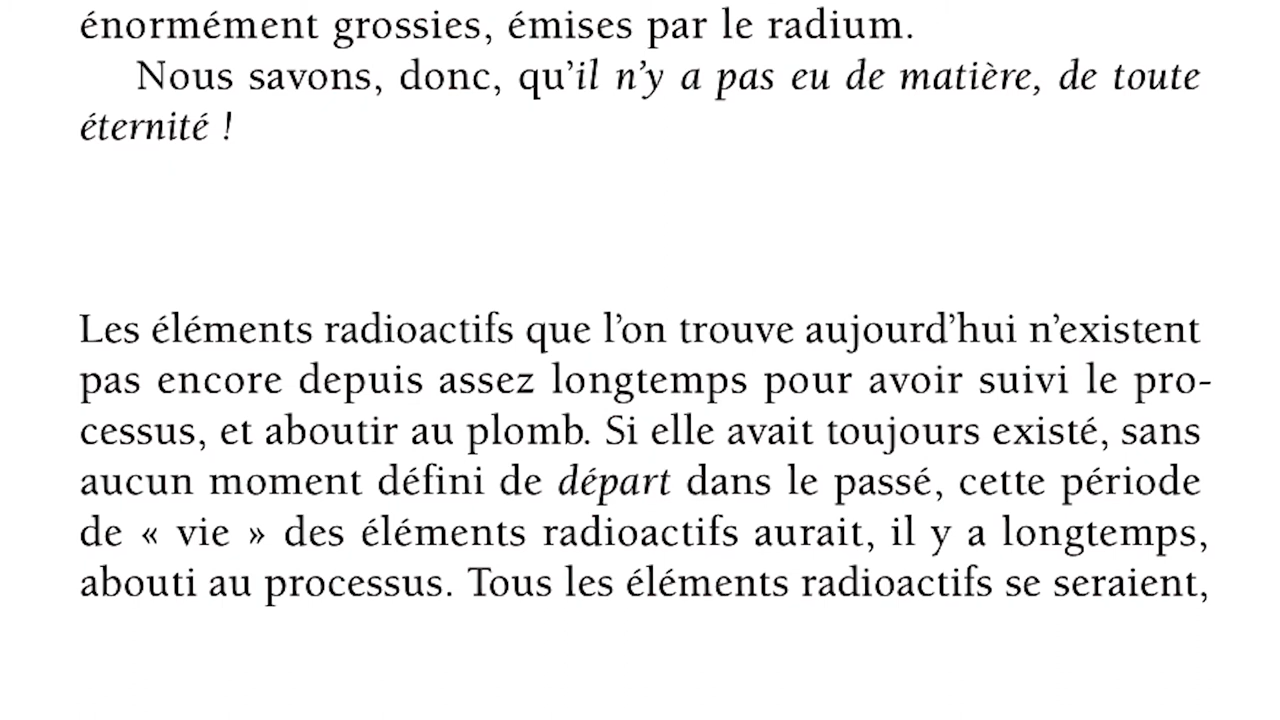 énormément grossies, émises par le radium.
Nous savons, donc, qu’il n’y a pas eu de matière, de toute
éternité !
Les éléments radioactifs que l’on trouve aujourd’hui n’existent
pas encore depuis assez longtemps pour avoir suivi le pro-
cessus, et aboutir au plomb. Si elle avait toujours existé, sans
aucun moment défini de départ dans le passé, cette période
de « vie » des éléments radioactifs aurait, il y a longtemps,
abouti au processus. Tous les éléments radioactifs se seraient,